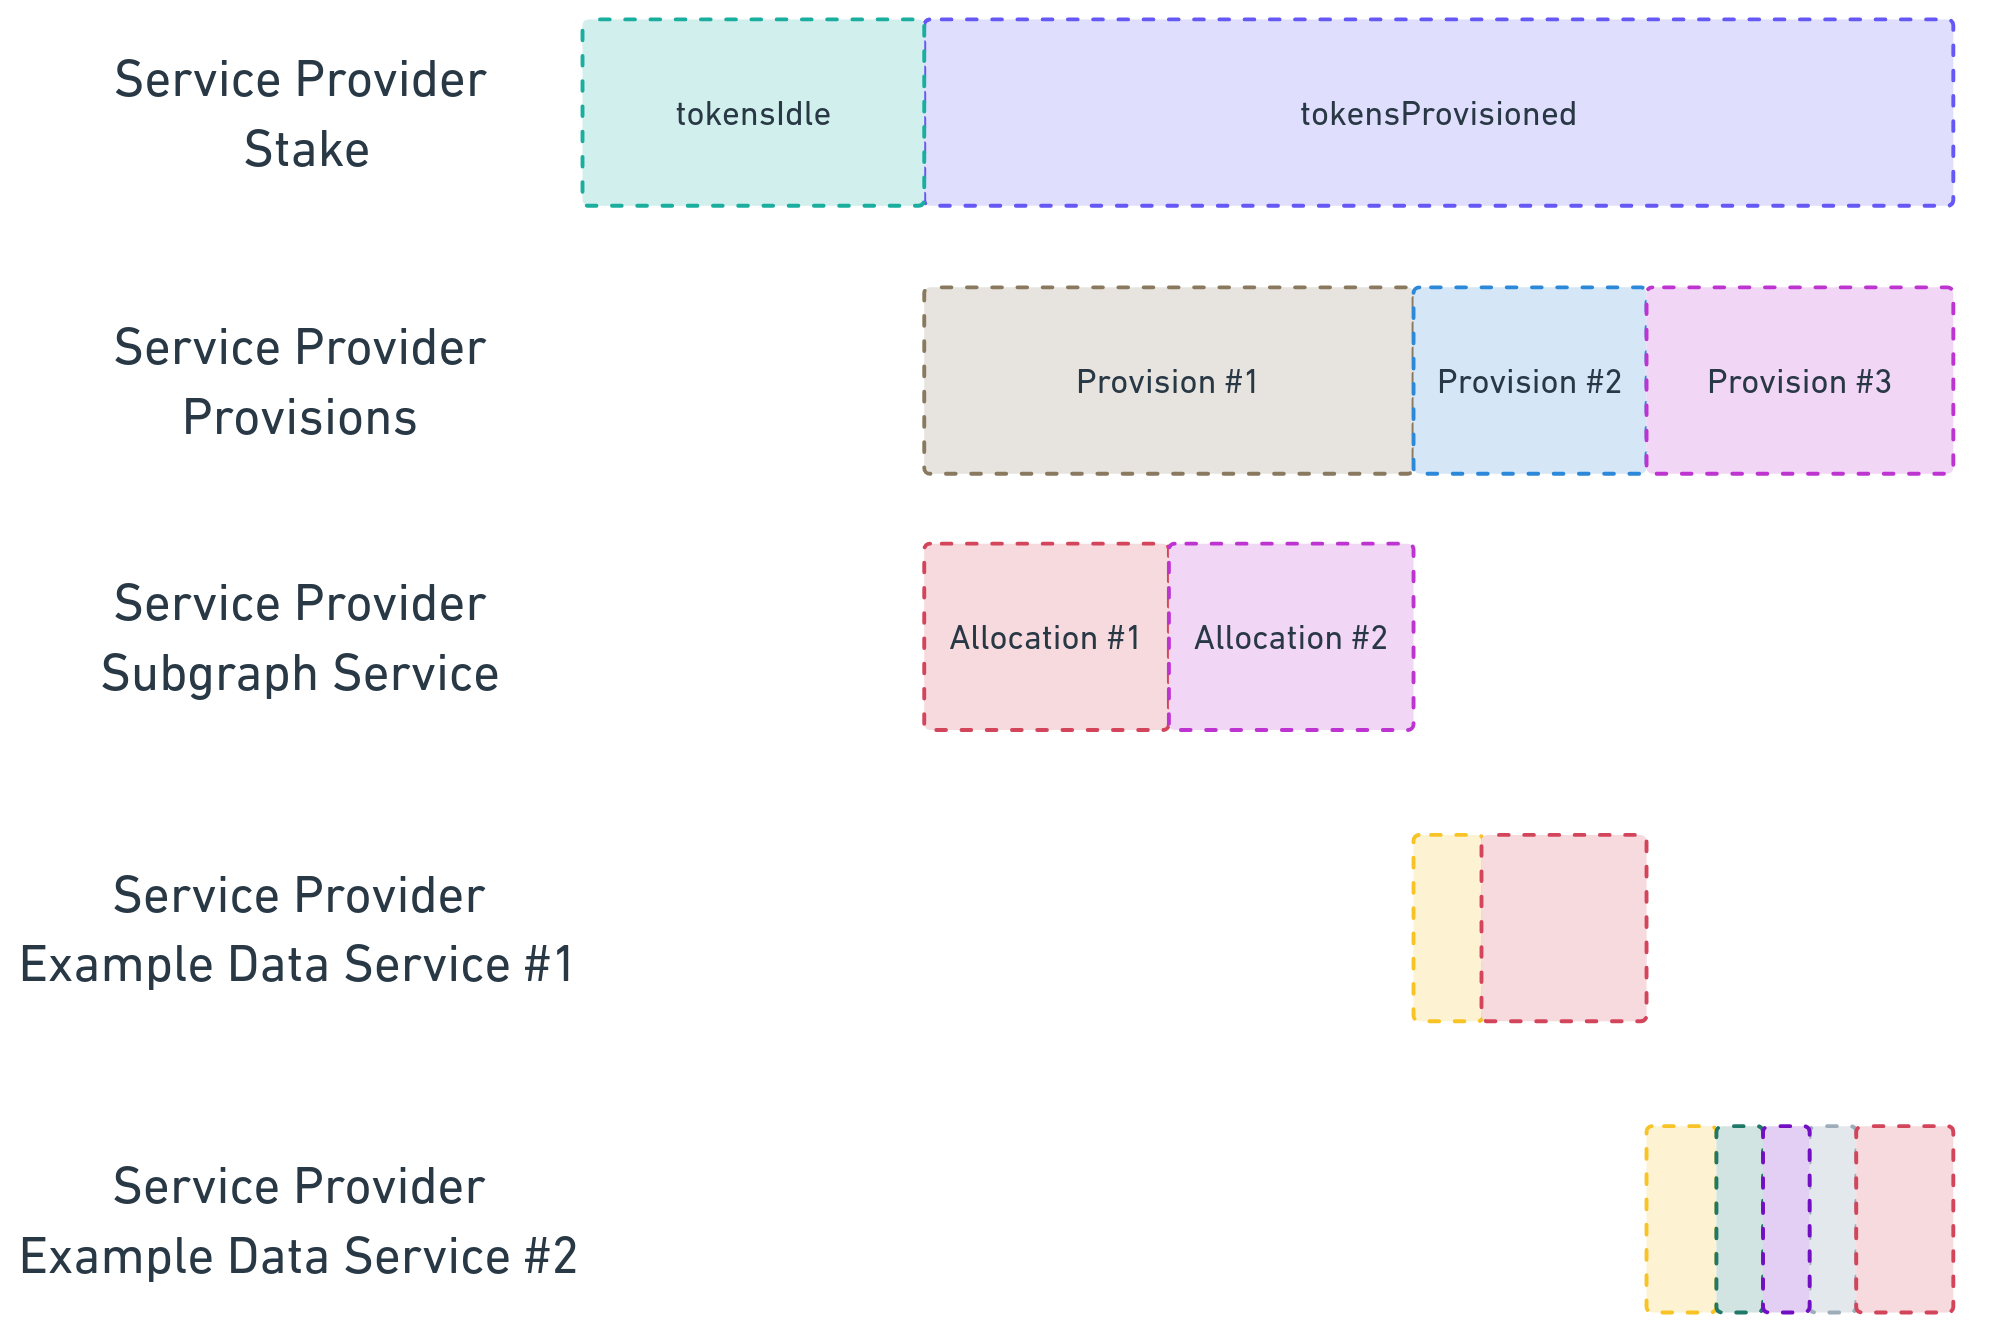 Service Provider
Stake
tokensIdle
tokensProvisioned
Service Provider
Provisions
Provision #1
Provision #2
Provision #3
Service Provider
Subgraph Service
Allocation #1
Allocation #2
Service Provider
Example Data Service #1
Service Provider
Example Data Service #2